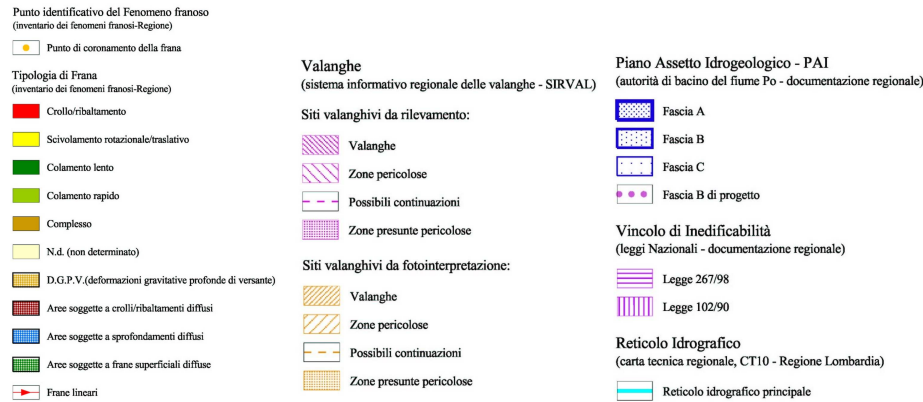 Punto identificativo del Fenomeno franoso
(inventario dei fenomeni franosi-Regione)
Punto di coronamento della frana
Tipologia di Frana
(inventario dei fenomeni franosi-Regione)
Crollo/ribaltamento
Scivolamento rotazionale/traslativo
Colamento lento
Colamento rapido
Complesso
N.d. (non determinato)
D.G.P.V.(deformazioni gravitative profonde di versante)
Aree soggette a crolli/ribaltamenti diffusi
Aree soggette a sprofondamenti diffusi
Aree soggette a frane superficiali diffuse
Frane lineari
Valanghe
(sistema informativo regionale delle valanghe - SIRVAL)
Siti valanghivi da rilevamento:
Valanghe
Zone pericolose
Possibili continuazioni
Zone presunte pericolose
Siti valanghivi da fotointerpretazione:
Valanghe
Zone pericolose
Possibili continuazioni
Zone presunte pericolose
Piano Assetto Idrogeologico - PAI
(autorità di bacino del fiume Po - documentazione regionale)
Fascia A
Fascia B
Fascia C
Fascia B di progetto
Vincolo di Inedificabilità
(leggi Nazionali - documentazione regionale)
Legge 267/98
Legge 102/90
Reticolo Idrografico
(carta tecnica regionale, CT10 - Regione Lombardia)
Reticolo idrografico principale